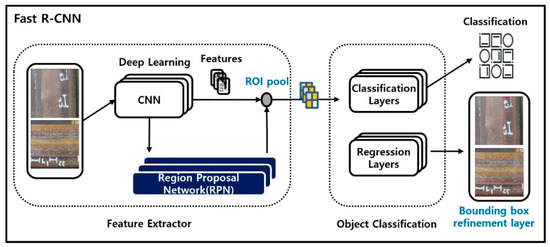 Fast R-CNN
Classification
Deep Learning
Features
CNN
ROI pool
Classification
Layers
Regression
Layers
Region Proposal
Network(RPN)
Bounding box
refinement layer
Feature Extractor
Object Classification